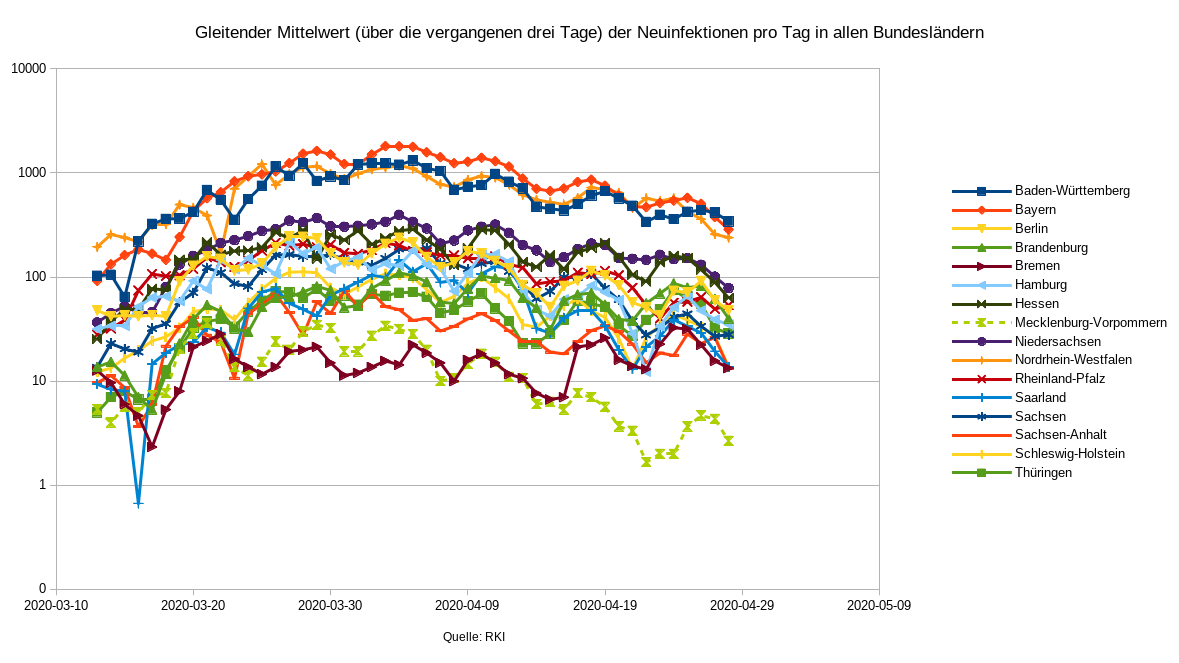 Gleitender Mittelwert (über die vergangenen drei Tage) der Neuinfektionen pro Tag in allen Bundesländern
10000
1000
100
10
1
0
2020-03-10 2020-03-20 2020-03-30 2020-04-09 2020-04-19 2020-04-29 2020-05-09
Quelle: RKI
Baden-Württemberg
Bayern
Berlin
Brandenburg
Bremen
Hamburg
Hessen
Mecklenburg-Vorpommern
Niedersachsen
Nordrhein-Westfalen
Rheinland-Pfalz
Saarland
Sachsen
Sachsen-Anhalt
Schleswig-Holstein
Thüringen